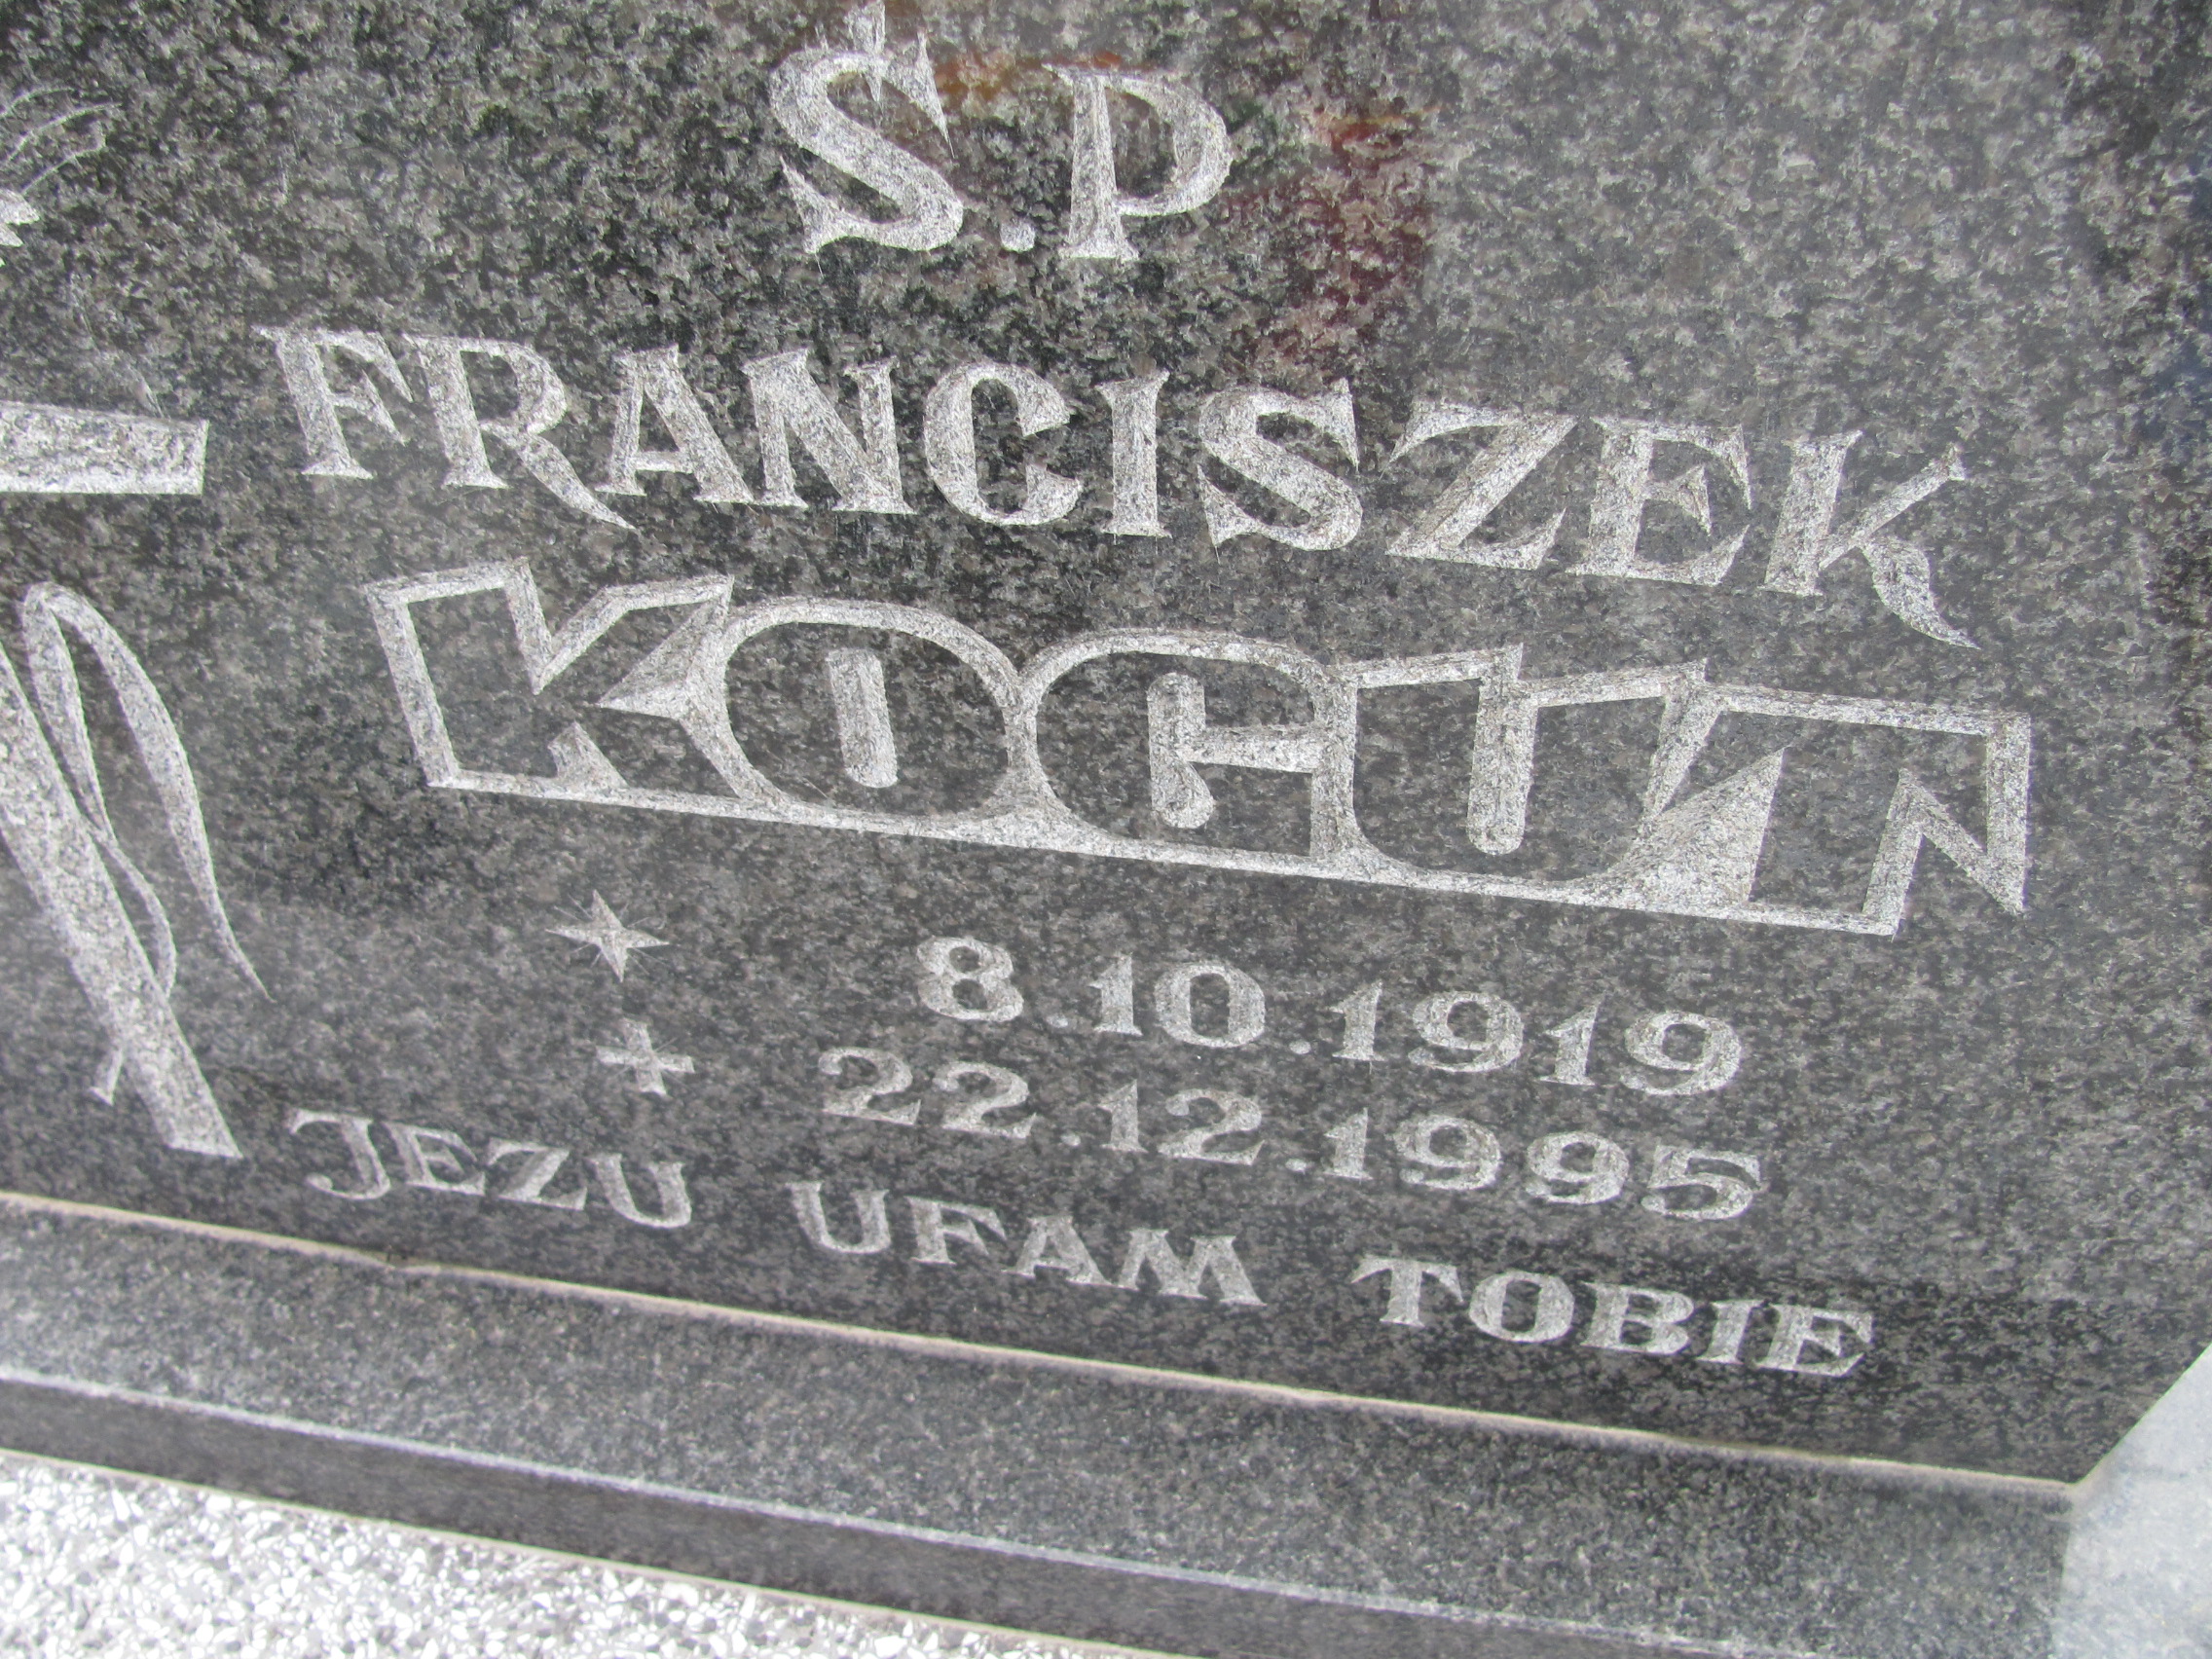 Ś.P
FRANCISZEK
KOGUT
8.10.1919
22.12.1995
JEZU UFAM TOBIE